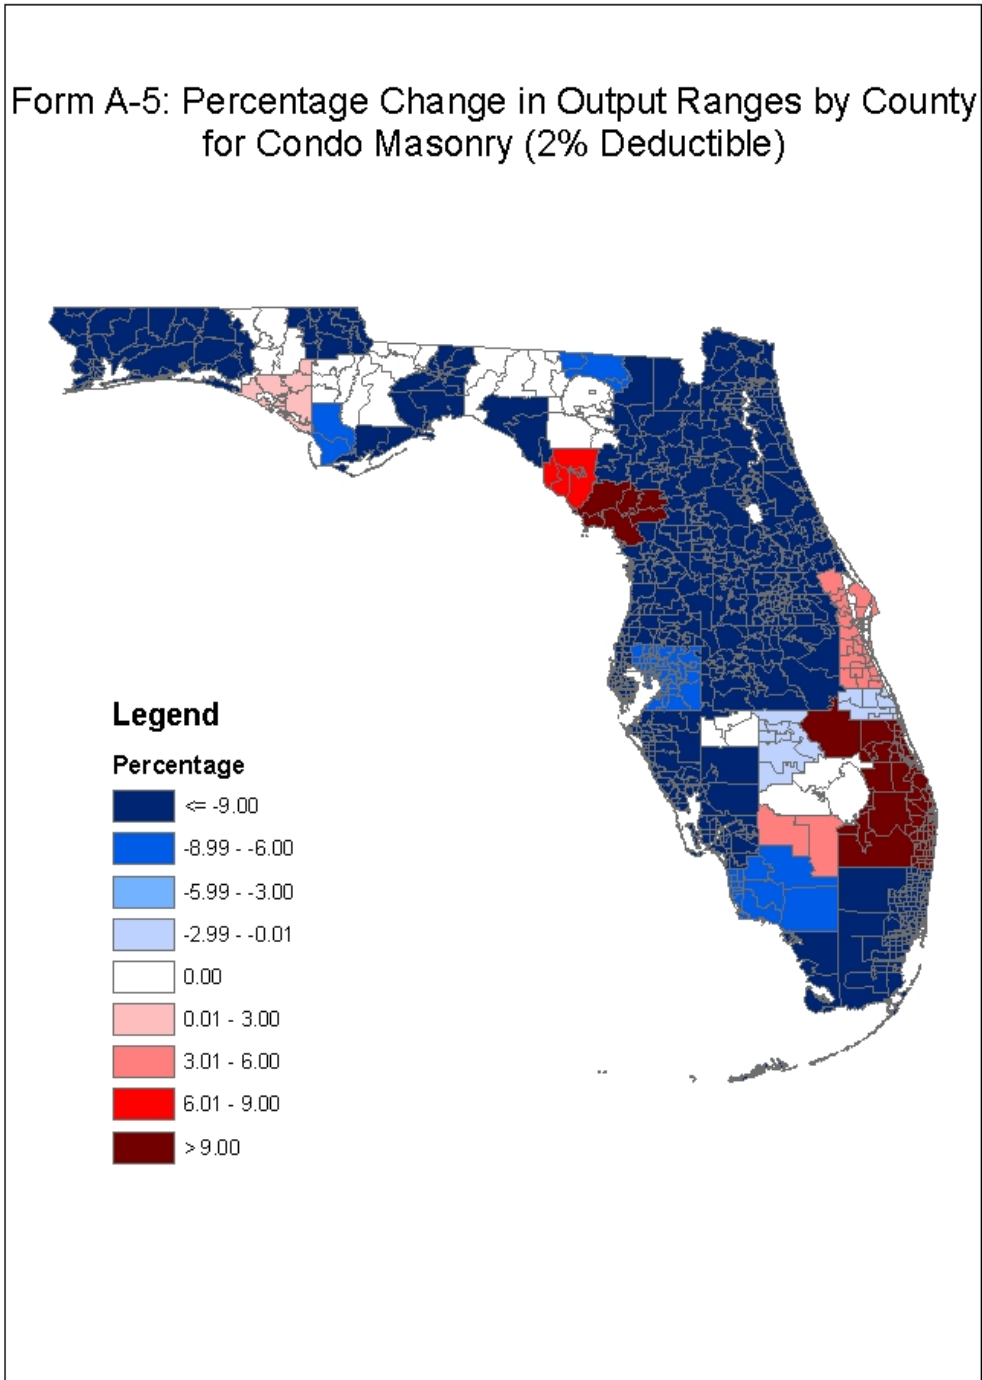 Form A-5: Percentage Change in Output Ranges by County
for Condo Masonry (2% Deductible)
Legend
Percentage
<= -9.00
-8.99 - -6.00
-5.99 - -3.00
-2.99 - -0.01
0.00
0.01 - 3.00
3.01 - 6.00
6.01 - 9.00
> 9.00